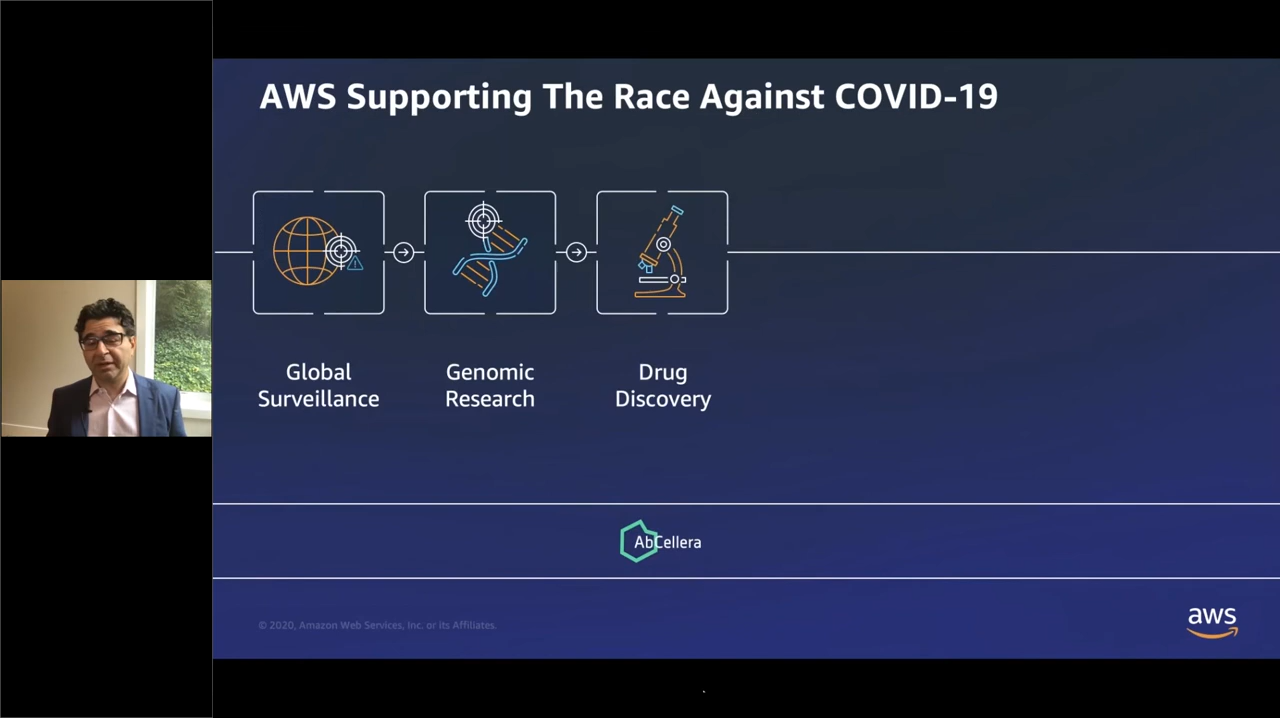 AWS Supporting The Race Against COVID-19
Global
Surveillance
Genomic
Research
Drug
Discovery
AbCellera
© 2020, Amazon Web Services, Inc. or its Affiliates.
aws